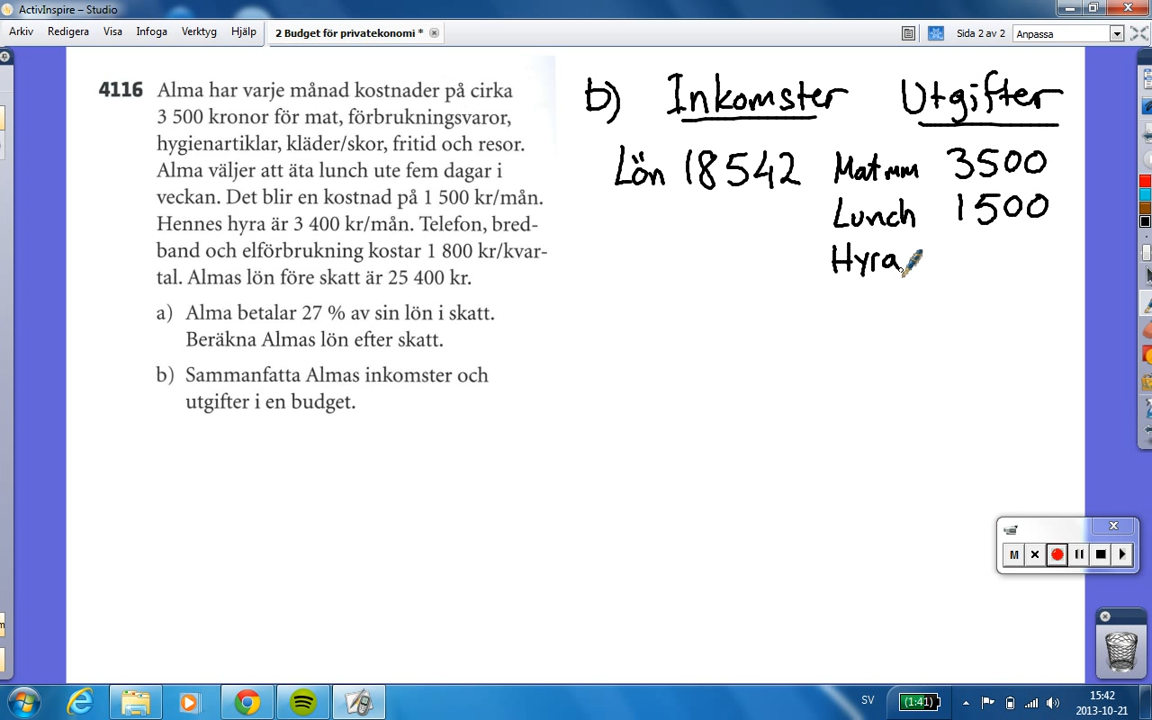 ActivInspire – Studio
Arkiv Redigera Visa Infoga Verktyg Hjälp
2 Budget för privatekonomi *
Sida 2 av 2
Anpassa
4116 Alma har varje månad kostnader på cirka
3 500 kronor för mat, förbrukningsvaror,
hygienartiklar, kläder/skor, fritid och resor.
Alma väljer att äta lunch ute fem dagar i
veckan. Det blir en kostnad på 1 500 kr/mån.
Hennes hyra är 3 400 kr/mån. Telefon, bred-
band och elförbrukning kostar 1 800 kr/kvar-
tal. Almas lön före skatt är 25 400 kr.
a) Alma betalar 27 % av sin lön i skatt.
Beräkna Almas lön efter skatt.
b) Sammanfatta Almas inkomster och
utgifter i en budget.
b) Inkomster Utgifter
Lön 18542 Mat mm 3500
Lunch 1500
Hyra
M
SV
(1:41)
15:42
2013-10-21